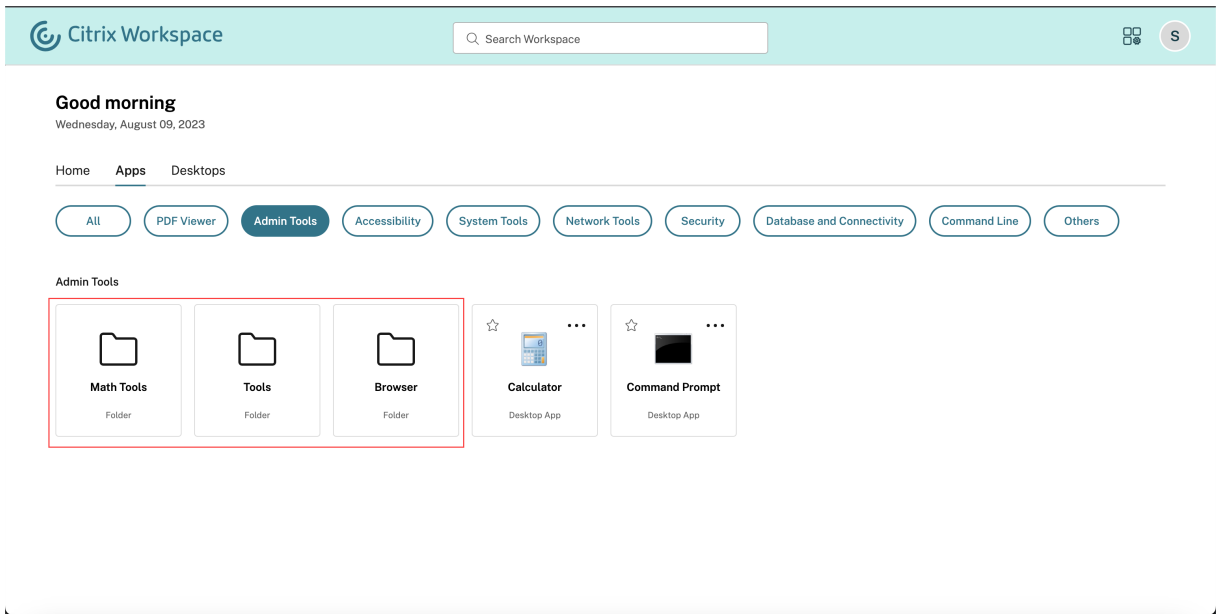 Citrix Workspace
Search Workspace
S
Good morning
Wednesday, August 09, 2023
Home Apps Desktops
All PDF Viewer Admin Tools Accessibility System Tools Network Tools Security Database and Connectivity Command Line Others
Admin Tools
Math Tools Tools Browser Calculator Command Prompt
Folder Folder Folder Desktop App Desktop App